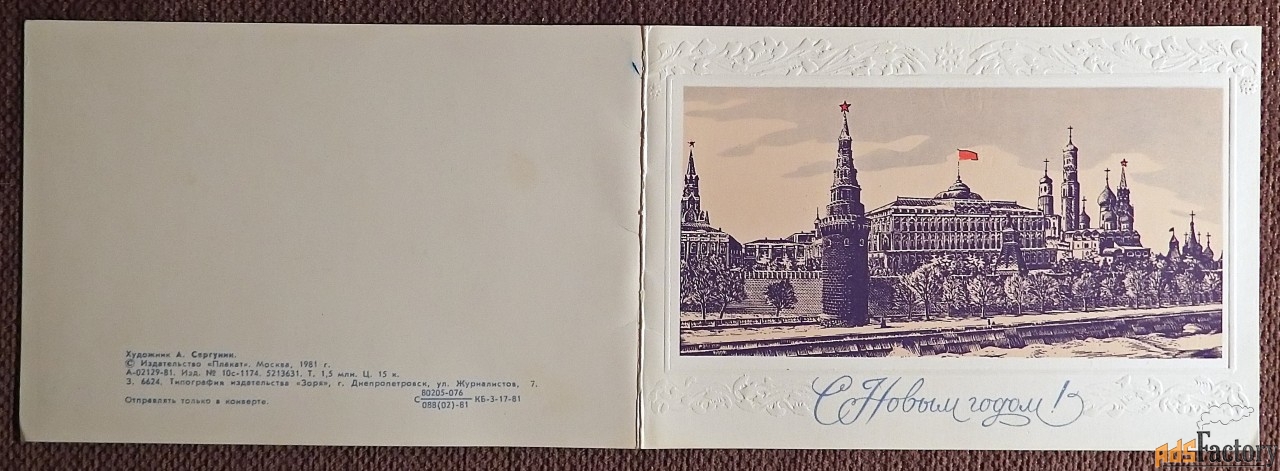 Художник А. Сергунин.
© Издательство «Плакат». Москва, 1981 г.
А-02129-81. Изд. № 10с-1174. 5213631. Т. 1,5 млн. Ц. 15 к.
З. 6624. Типография издательства «Зоря», г. Днепропетровск, ул. Журналистов, 7.
С 80205-076 / 088(02)-81 КБ-3-17-81
Отправлять только в конверте.
С Новым годом!
AdsFactory